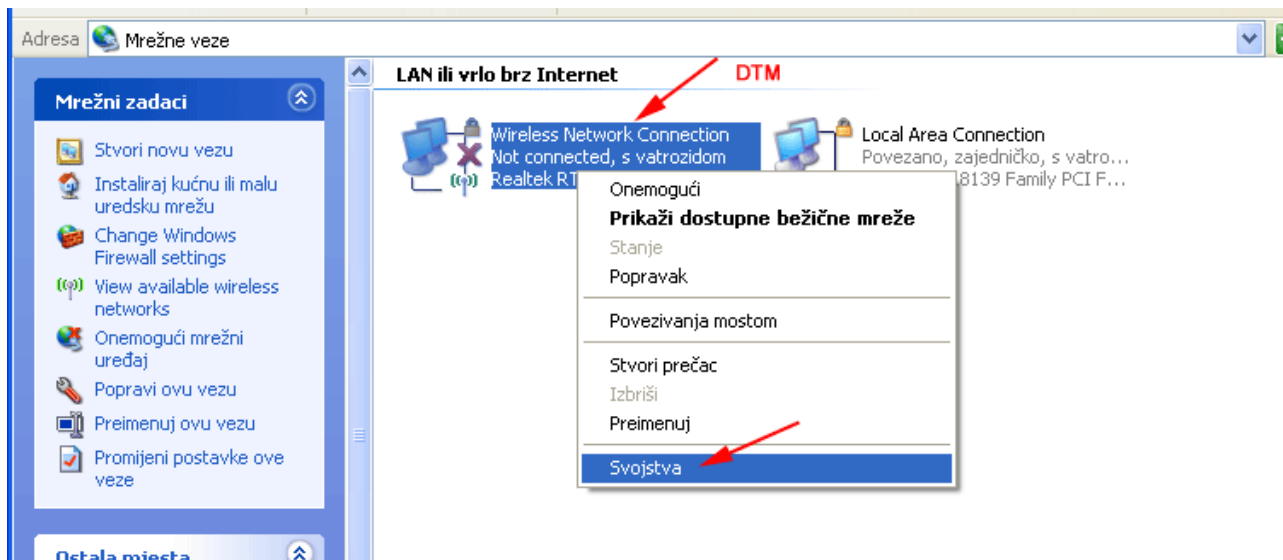 Adresa Mrežne veze
Mrežni zadaci
Stvori novu vezu
Instaliraj kućnu ili malu
uredsku mrežu
Change Windows
Firewall settings
View available wireless
networks
Onemogući mrežni
uređaj
Popravi ovu vezu
Preimenuj ovu vezu
Promijeni postavke ove
veze
Ostala mjesta
LAN ili vrlo brz Internet
DTM
Wireless Network Connection
Not connected, s vatrozidom
Realtek RT
Local Area Connection
Povezano, zajedničko, s vatro...
8139 Family PCI F...
Onemogući
Prikaži dostupne bežične mreže
Stanje
Popravak
Povezivanja mostom
Stvori prečac
Izbriši
Preimenuj
Svojstva